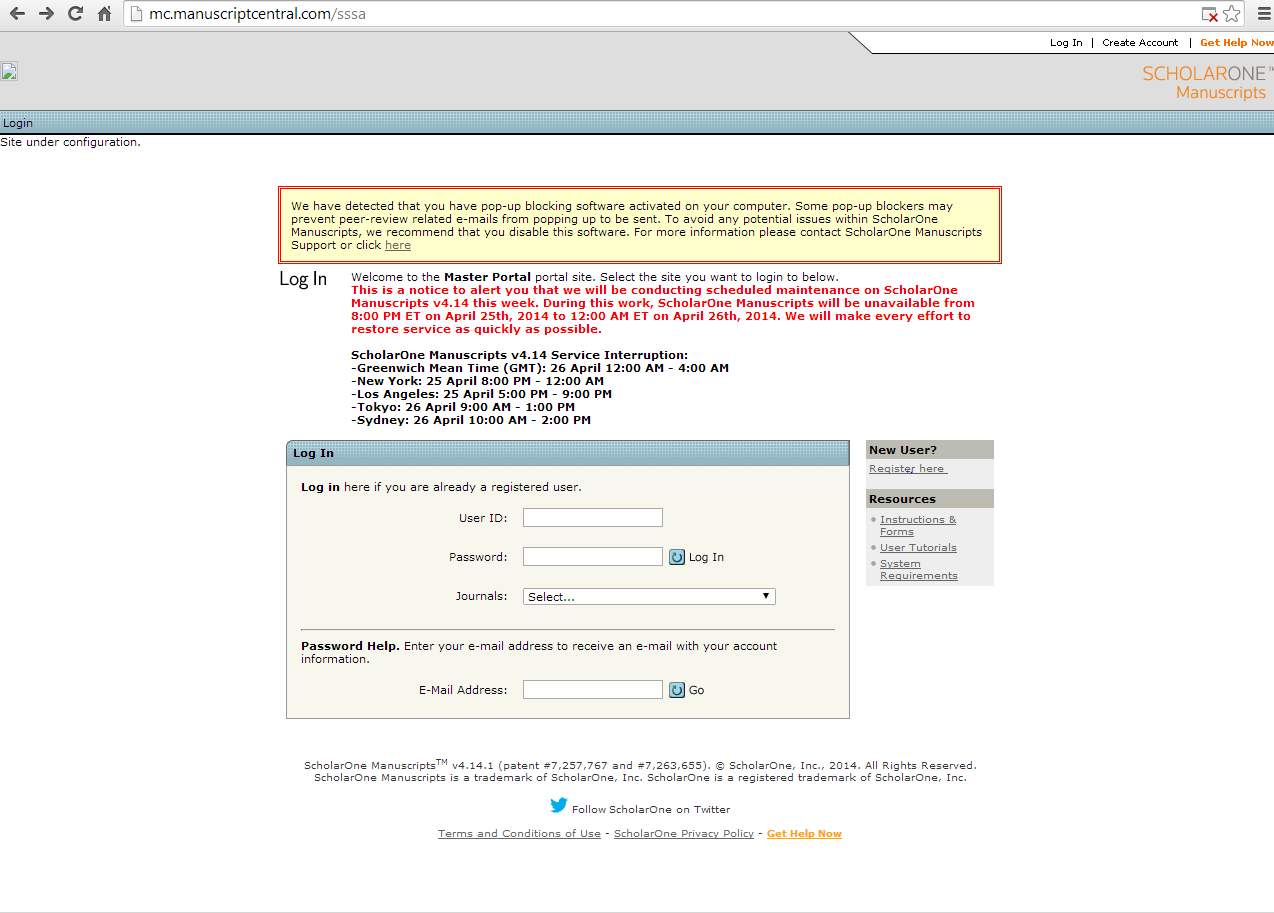 mc.manuscriptcentral.com/sssa
Log In | Create Account | Get Help Now
SCHOLARONE™
Manuscripts
Login
Site under configuration.
We have detected that you have pop-up blocking software activated on your computer. Some pop-up blockers may
prevent peer-review related e-mails from popping up to be sent. To avoid any potential issues within ScholarOne
Manuscripts, we recommend that you disable this software. For more information please contact ScholarOne Manuscripts
Support or click here
Log In
Welcome to the Master Portal portal site. Select the site you want to login to below.
This is a notice to alert you that we will be conducting scheduled maintenance on ScholarOne
Manuscripts v4.14 this week. During this work, ScholarOne Manuscripts will be unavailable from
8:00 PM ET on April 25th, 2014 to 12:00 AM ET on April 26th, 2014. We will make every effort to
restore service as quickly as possible.
ScholarOne Manuscripts v4.14 Service Interruption:
-Greenwich Mean Time (GMT): 26 April 12:00 AM - 4:00 AM
-New York: 25 April 8:00 PM - 12:00 AM
-Los Angeles: 25 April 5:00 PM - 9:00 PM
-Tokyo: 26 April 9:00 AM - 1:00 PM
-Sydney: 26 April 10:00 AM - 2:00 PM
Log In
Log in here if you are already a registered user.
User ID:
Password:
Log In
Journals:
Select...
Password Help. Enter your e-mail address to receive an e-mail with your account
information.
E-Mail Address:
Go
New User?
Register here
Resources
Instructions &
Forms
User Tutorials
System
Requirements
ScholarOne Manuscripts™ v4.14.1 (patent #7,257,767 and #7,263,655). © ScholarOne, Inc., 2014. All Rights Reserved.
ScholarOne Manuscripts is a trademark of ScholarOne, Inc. ScholarOne is a registered trademark of ScholarOne, Inc.
Follow ScholarOne on Twitter
Terms and Conditions of Use - ScholarOne Privacy Policy - Get Help Now